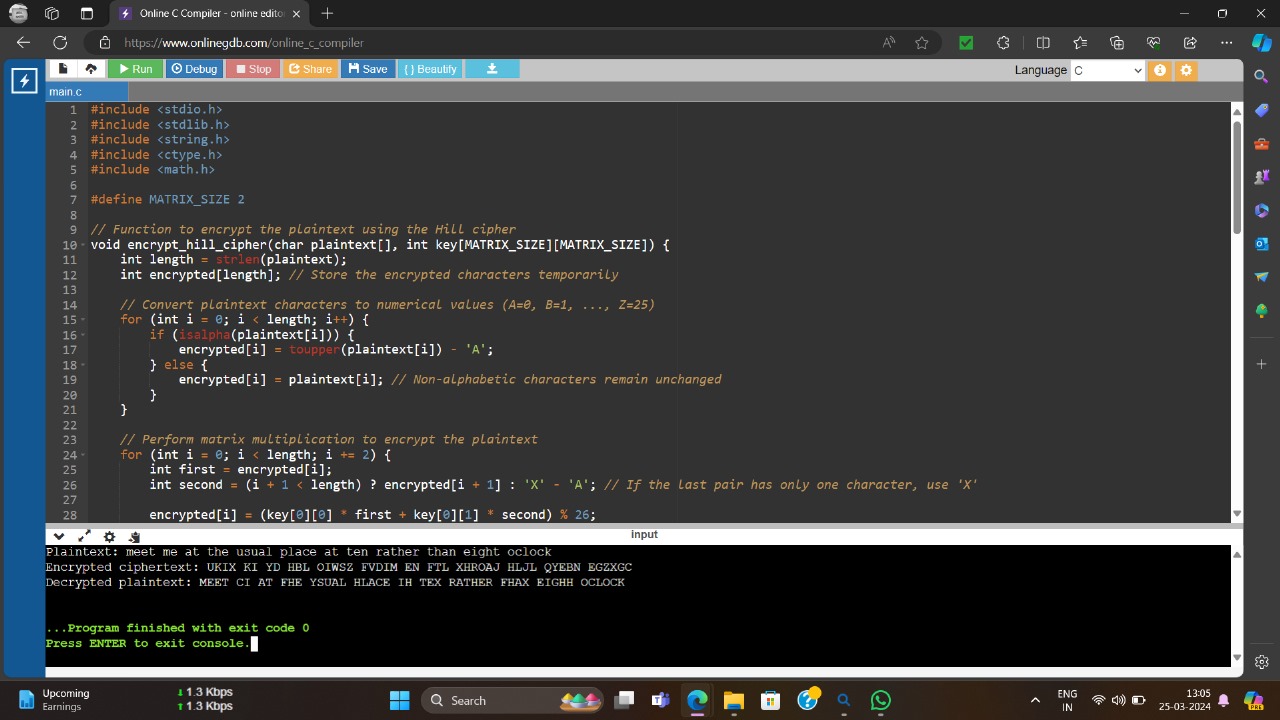 Online C Compiler - online edito
https://www.onlinegdb.com/online_c_compiler
Run Debug Stop Share Save { } Beautify Language C
main.c
1 #include <stdio.h>
2 #include <stdlib.h>
3 #include <string.h>
4 #include <ctype.h>
5 #include <math.h>
6
7 #define MATRIX_SIZE 2
8
9 // Function to encrypt the plaintext using the Hill cipher
10 void encrypt_hill_cipher(char plaintext[], int key[MATRIX_SIZE][MATRIX_SIZE]) {
11 int length = strlen(plaintext);
12 int encrypted[length]; // Store the encrypted characters temporarily
13
14 // Convert plaintext characters to numerical values (A=0, B=1, ..., Z=25)
15 for (int i = 0; i < length; i++) {
16 if (isalpha(plaintext[i])) {
17 encrypted[i] = toupper(plaintext[i]) - 'A';
18 } else {
19 encrypted[i] = plaintext[i]; // Non-alphabetic characters remain unchanged
20 }
21 }
22
23 // Perform matrix multiplication to encrypt the plaintext
24 for (int i = 0; i < length; i += 2) {
25 int first = encrypted[i];
26 int second = (i + 1 < length) ? encrypted[i + 1] : 'X' - 'A'; // If the last pair has only one character, use 'X'
27
28 encrypted[i] = (key[0][0] * first + key[0][1] * second) % 26;
input
Plaintext: meet me at the usual place at ten rather than eight oclock
Encrypted ciphertext: UKIX KI YD HBL OIWSZ FVDIM EN FTL XHROAJ HLJL QYEBN EGZXGC
Decrypted plaintext: MEET CI AT FHE YSUAL HLACE IH TEX RATHER FHAX EIGHH OCLOCK
...Program finished with exit code 0
Press ENTER to exit console.
Upcoming
Earnings
1.3 Kbps
1.3 Kbps
Search
ENG
IN
13:05
25-03-2024
PRE